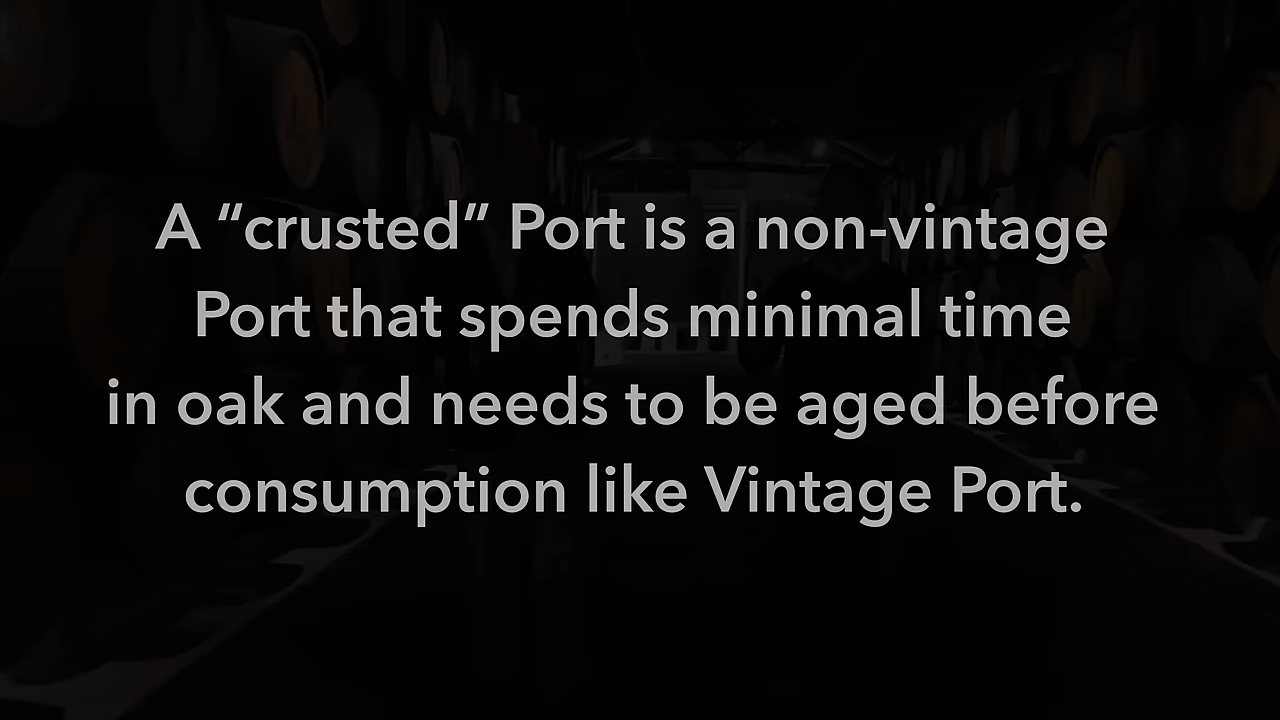 A “crusted” Port is a non-vintage
Port that spends minimal time
in oak and needs to be aged before
consumption like Vintage Port.